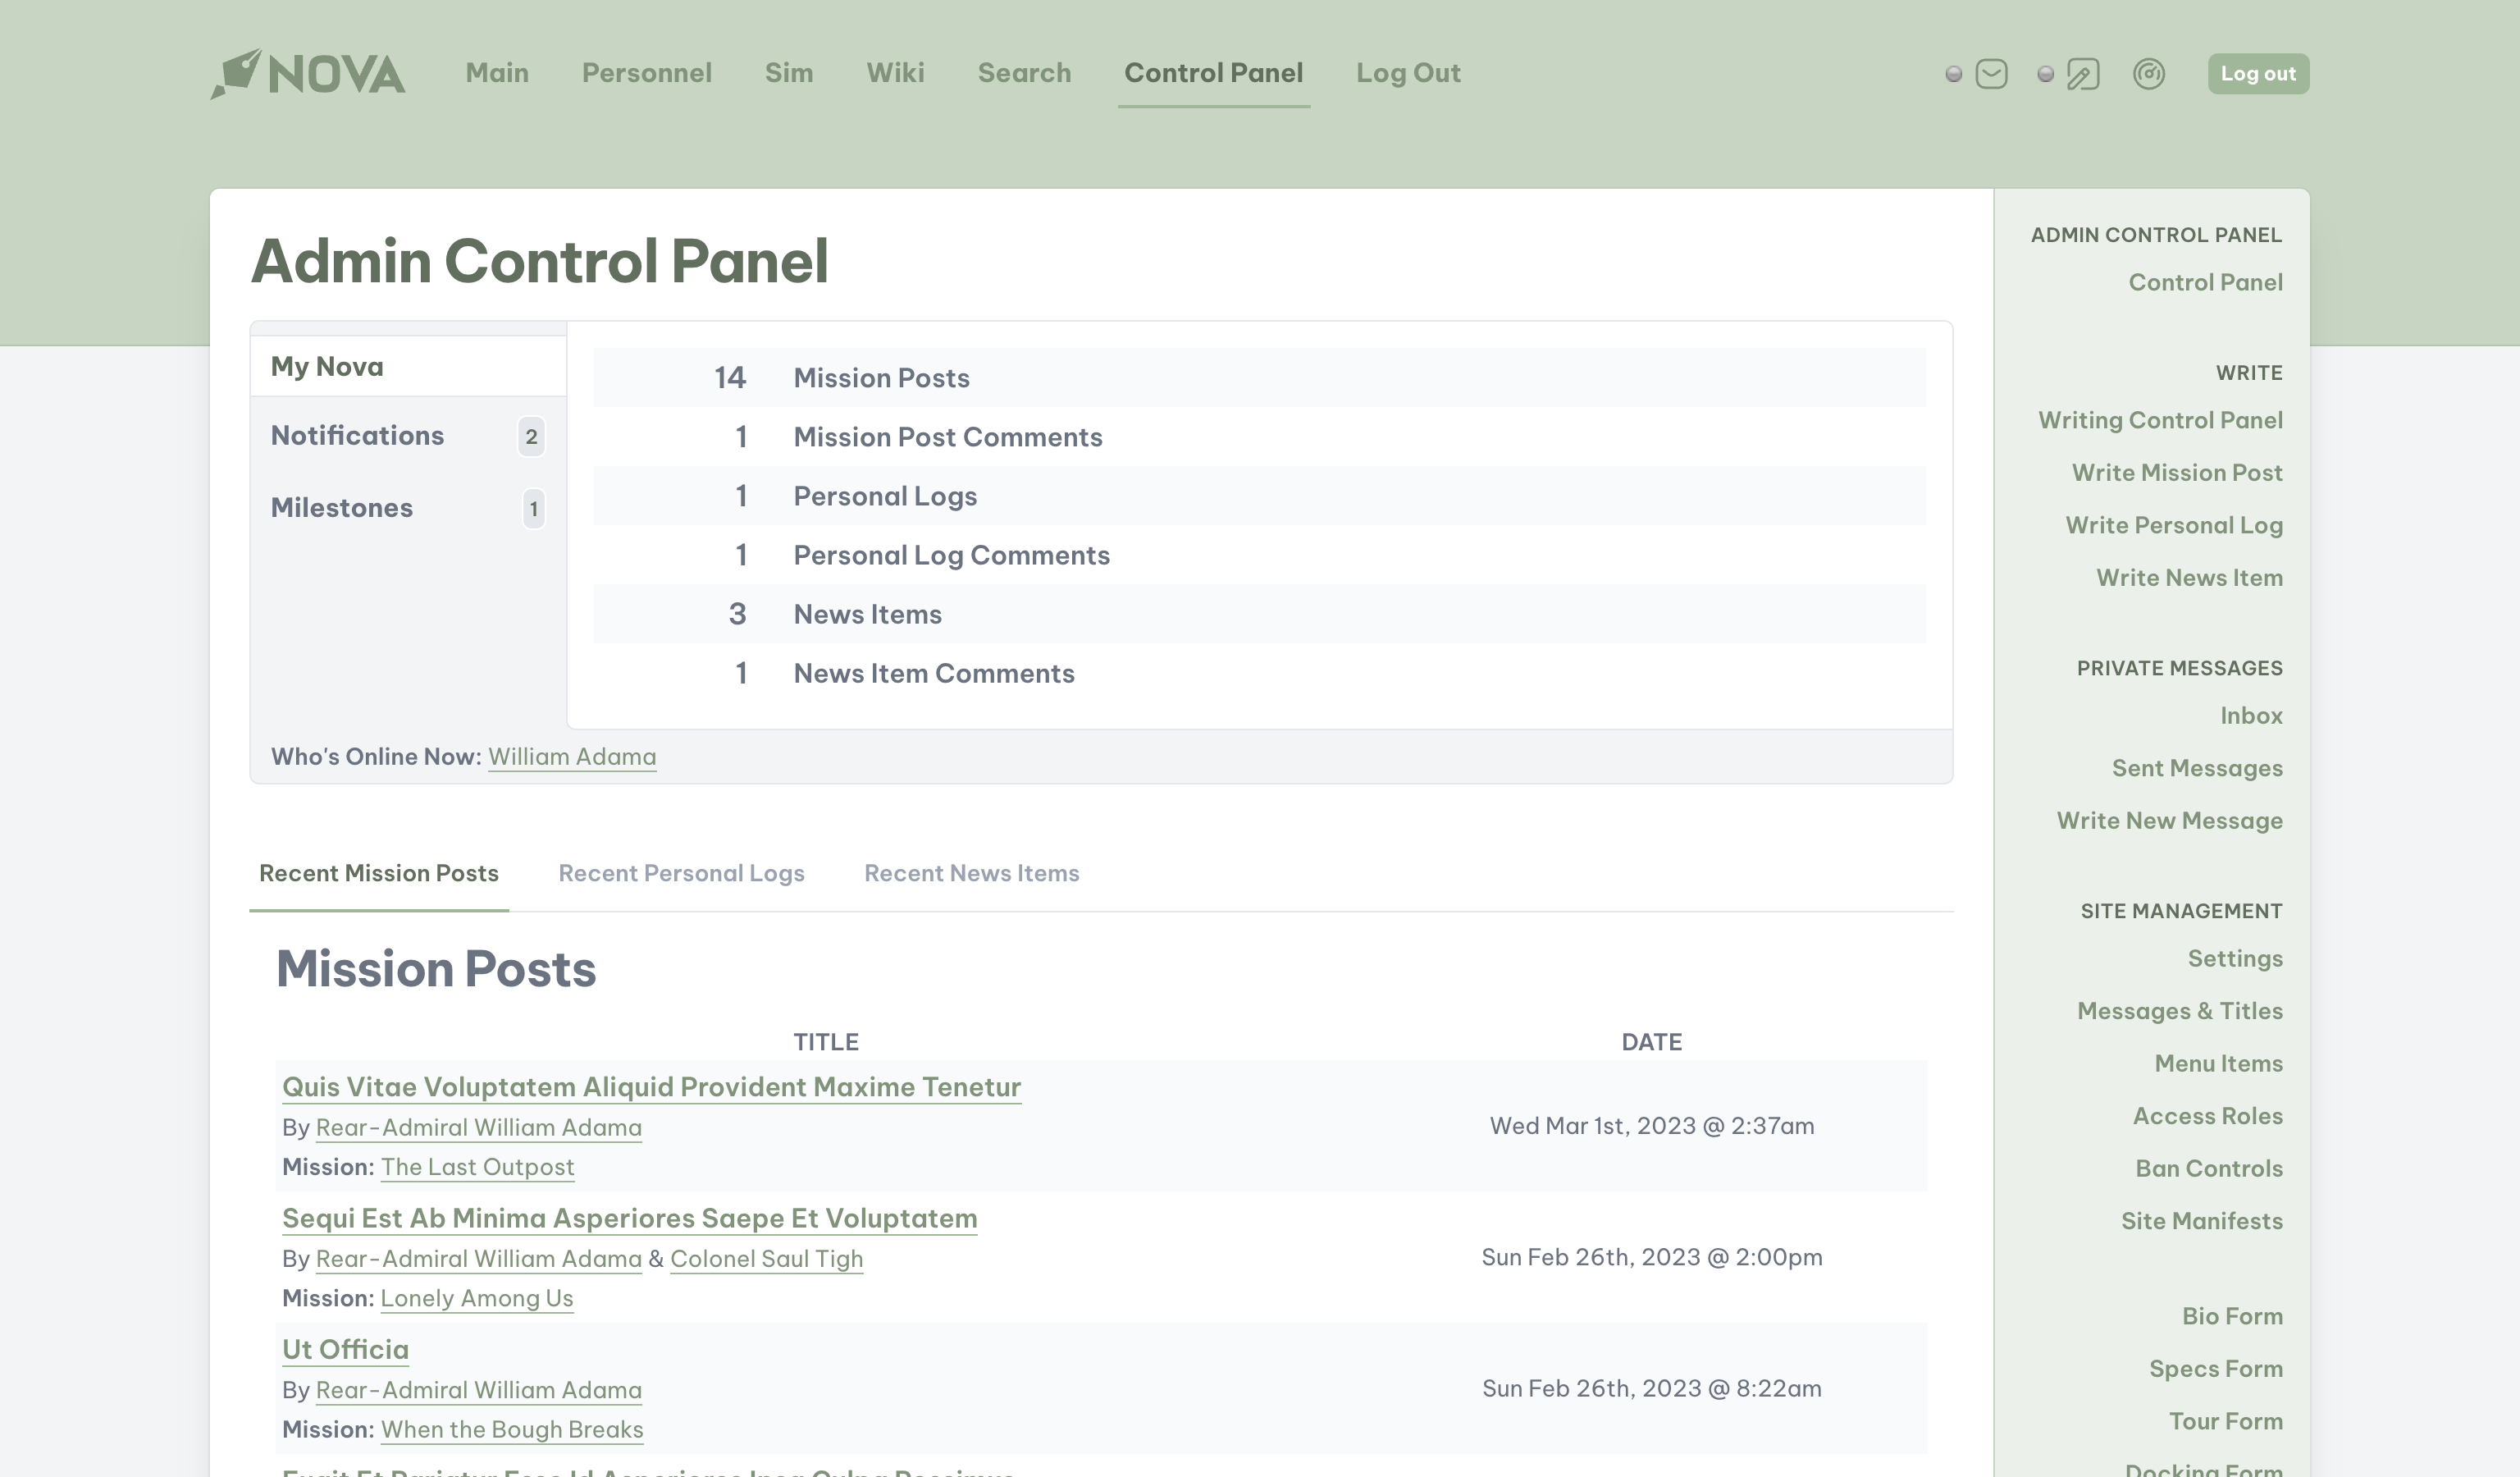 NOVA Main Personnel Sim Wiki Search Control Panel Log Out Log out
Admin Control Panel
My Nova
Notifications 2
Milestones 1
14 Mission Posts
1 Mission Post Comments
1 Personal Logs
1 Personal Log Comments
3 News Items
1 News Item Comments
Who's Online Now: William Adama
Recent Mission Posts Recent Personal Logs Recent News Items
Mission Posts
TITLE DATE
Quis Vitae Voluptatem Aliquid Provident Maxime Tenetur
By Rear-Admiral William Adama
Mission: The Last Outpost
Wed Mar 1st, 2023 @ 2:37am
Sequi Est Ab Minima Asperiores Saepe Et Voluptatem
By Rear-Admiral William Adama & Colonel Saul Tigh
Mission: Lonely Among Us
Sun Feb 26th, 2023 @ 2:00pm
Ut Officia
By Rear-Admiral William Adama
Mission: When the Bough Breaks
Sun Feb 26th, 2023 @ 8:22am
ADMIN CONTROL PANEL
Control Panel
WRITE
Writing Control Panel
Write Mission Post
Write Personal Log
Write News Item
PRIVATE MESSAGES
Inbox
Sent Messages
Write New Message
SITE MANAGEMENT
Settings
Messages & Titles
Menu Items
Access Roles
Ban Controls
Site Manifests
Bio Form
Specs Form
Tour Form
Docking Form